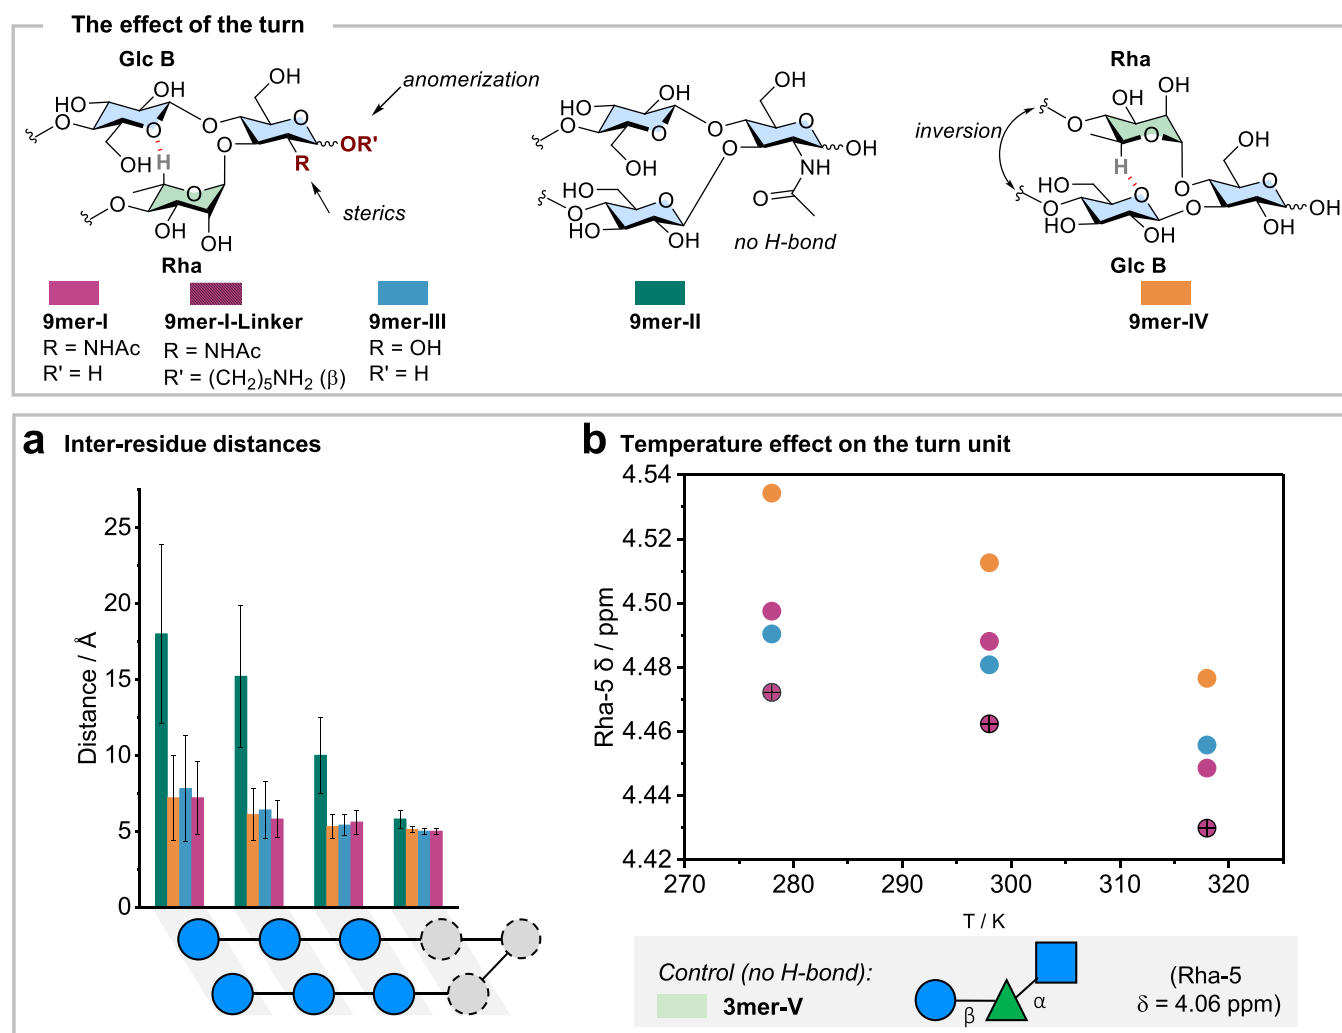 The effect of the turn
Glc B
OH
OH
HO
O
O
O
O
OH
O
OR'
R
H
O
O
O
HO
OH
Rha
anomerization
sterics
OH
HO
O
O
O
OH
O
OH
O
OH
NH
O
HO
O
O
HO
OH
no H-bond
Rha
OH
OH
O
O
inversion
H
HO
O
HO
O
O
O
OH
O
OH
O
OH
OH
Glc B
9mer-I
R = NHAc
R' = H
9mer-I-Linker
R = NHAc
R' = (CH2)5NH2 (β)
9mer-III
R = OH
R' = H
9mer-II
9mer-IV
a Inter-residue distances
Distance / Å
25
20
15
10
5
0
b Temperature effect on the turn unit
Rha-5 δ / ppm
4.54
4.52
4.50
4.48
4.46
4.44
4.42
270 280 290 300 310 320
T / K
Control (no H-bond):
3mer-V
β
α
(Rha-5
δ = 4.06 ppm)